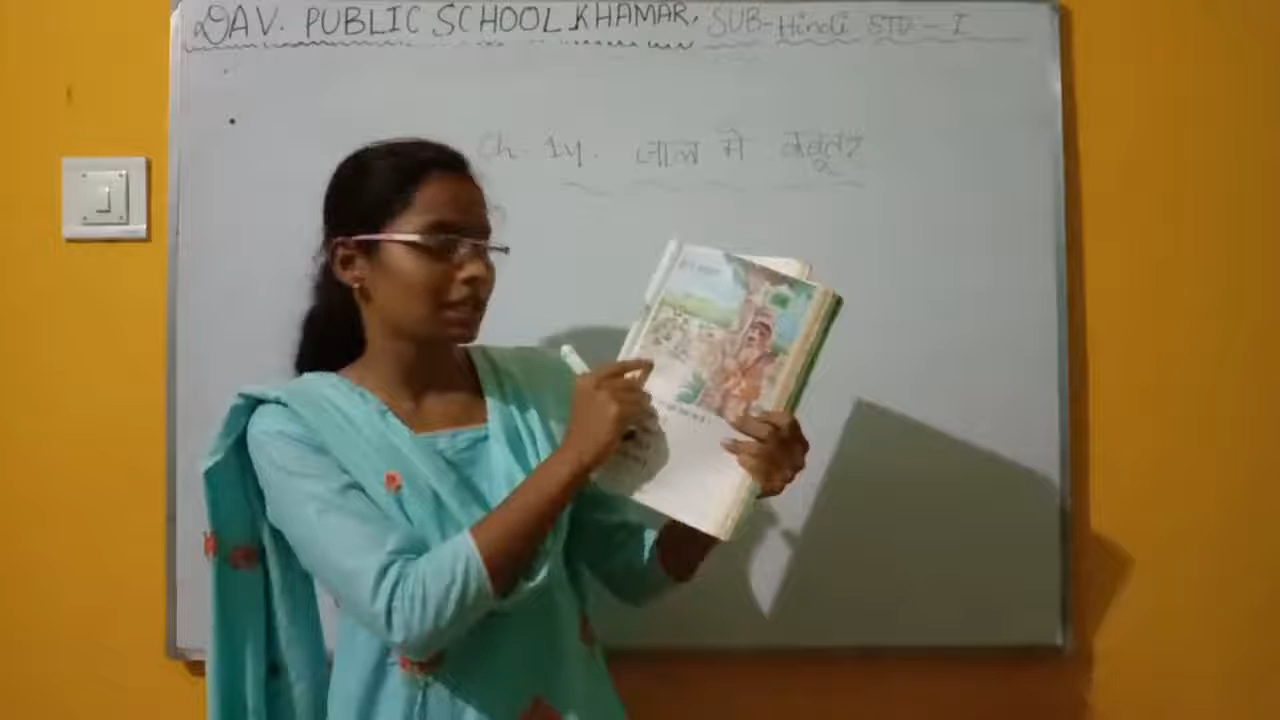 DAV. PUBLIC SCHOOL KHAMAR, SUB-Hindi STD-I
Ch. 14. जाल में कबूतर